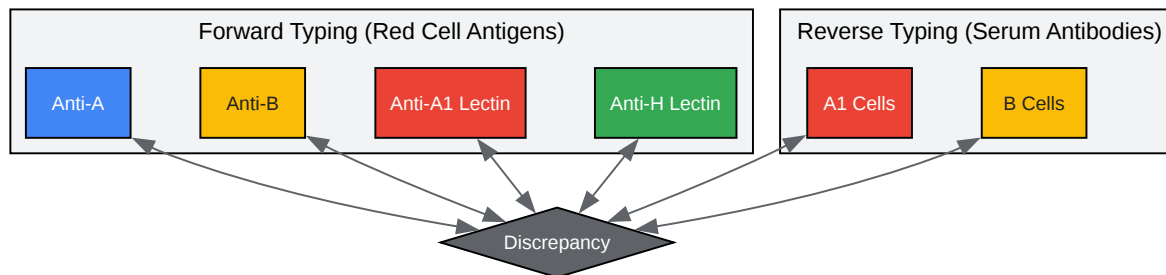 Forward Typing (Red Cell Antigens)
Reverse Typing (Serum Antibodies)
Anti-A
Anti-B
Anti-A1 Lectin
Anti-H Lectin
A1 Cells
B Cells
Discrepancy